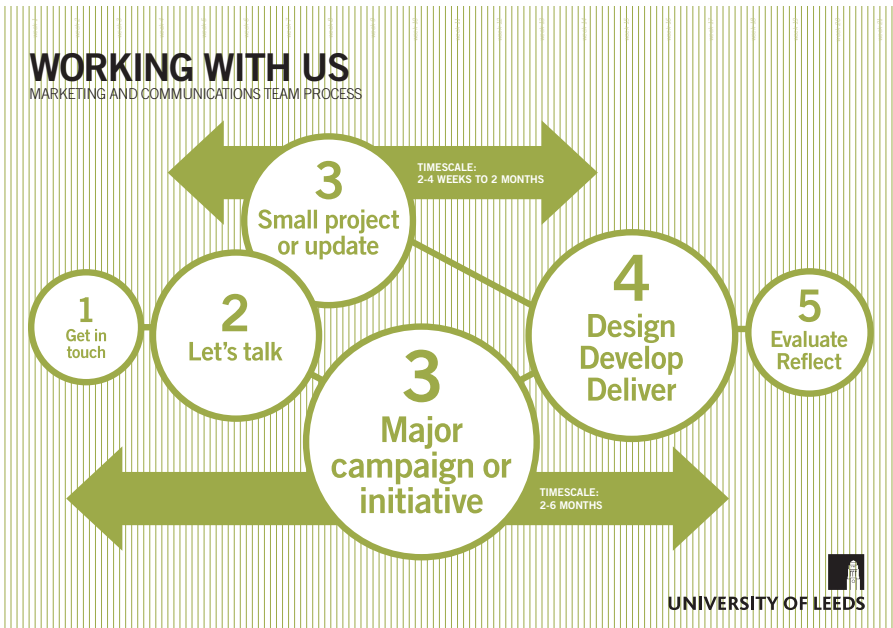 WORKING WITH US
MARKETING AND COMMUNICATIONS TEAM PROCESS
3
Small project
or update
TIMESCALE:
2-4 WEEKS TO 2 MONTHS
1
Get in
touch
2
Let's talk
3
Major
campaign or
initiative
TIMESCALE:
2-6 MONTHS
4
Design
Develop
Deliver
5
Evaluate
Reflect
UNIVERSITY OF LEEDS